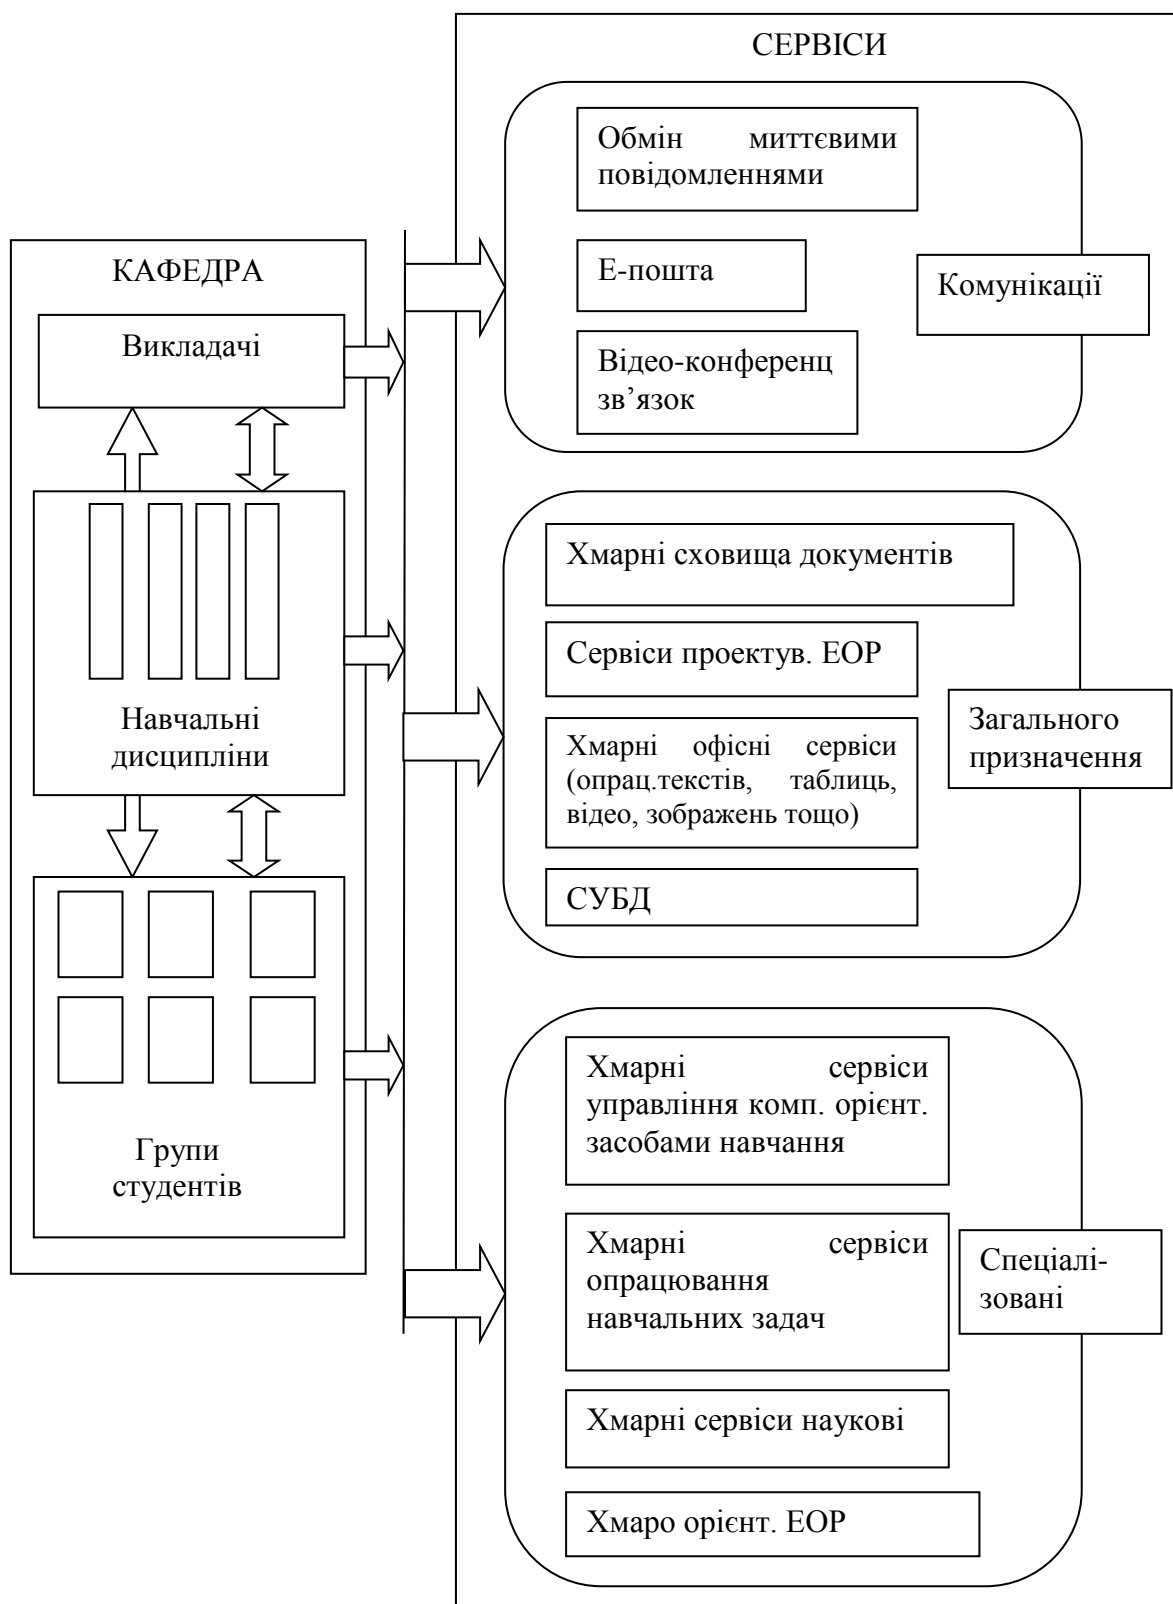 СЕРВІСИ
Обмін миттєвими
повідомленнями
Е-пошта
Відео-конференц
зв’язок
Комунікації
КАФЕДРА
Викладачі
Навчальні
дисципліни
Групи
студентів
Хмарні сховища документів
Сервіси проектув. ЕОР
Хмарні офісні сервіси
(опрац.текстів, таблиць,
відео, зображень тощо)
СУБД
Загального
призначення
Хмарні сервіси
управління комп. орієнт.
засобами навчання
Хмарні сервіси
опрацювання
навчальних задач
Хмарні сервіси наукові
Хмаро орієнт. ЕОР
Спеціалі-
зовані